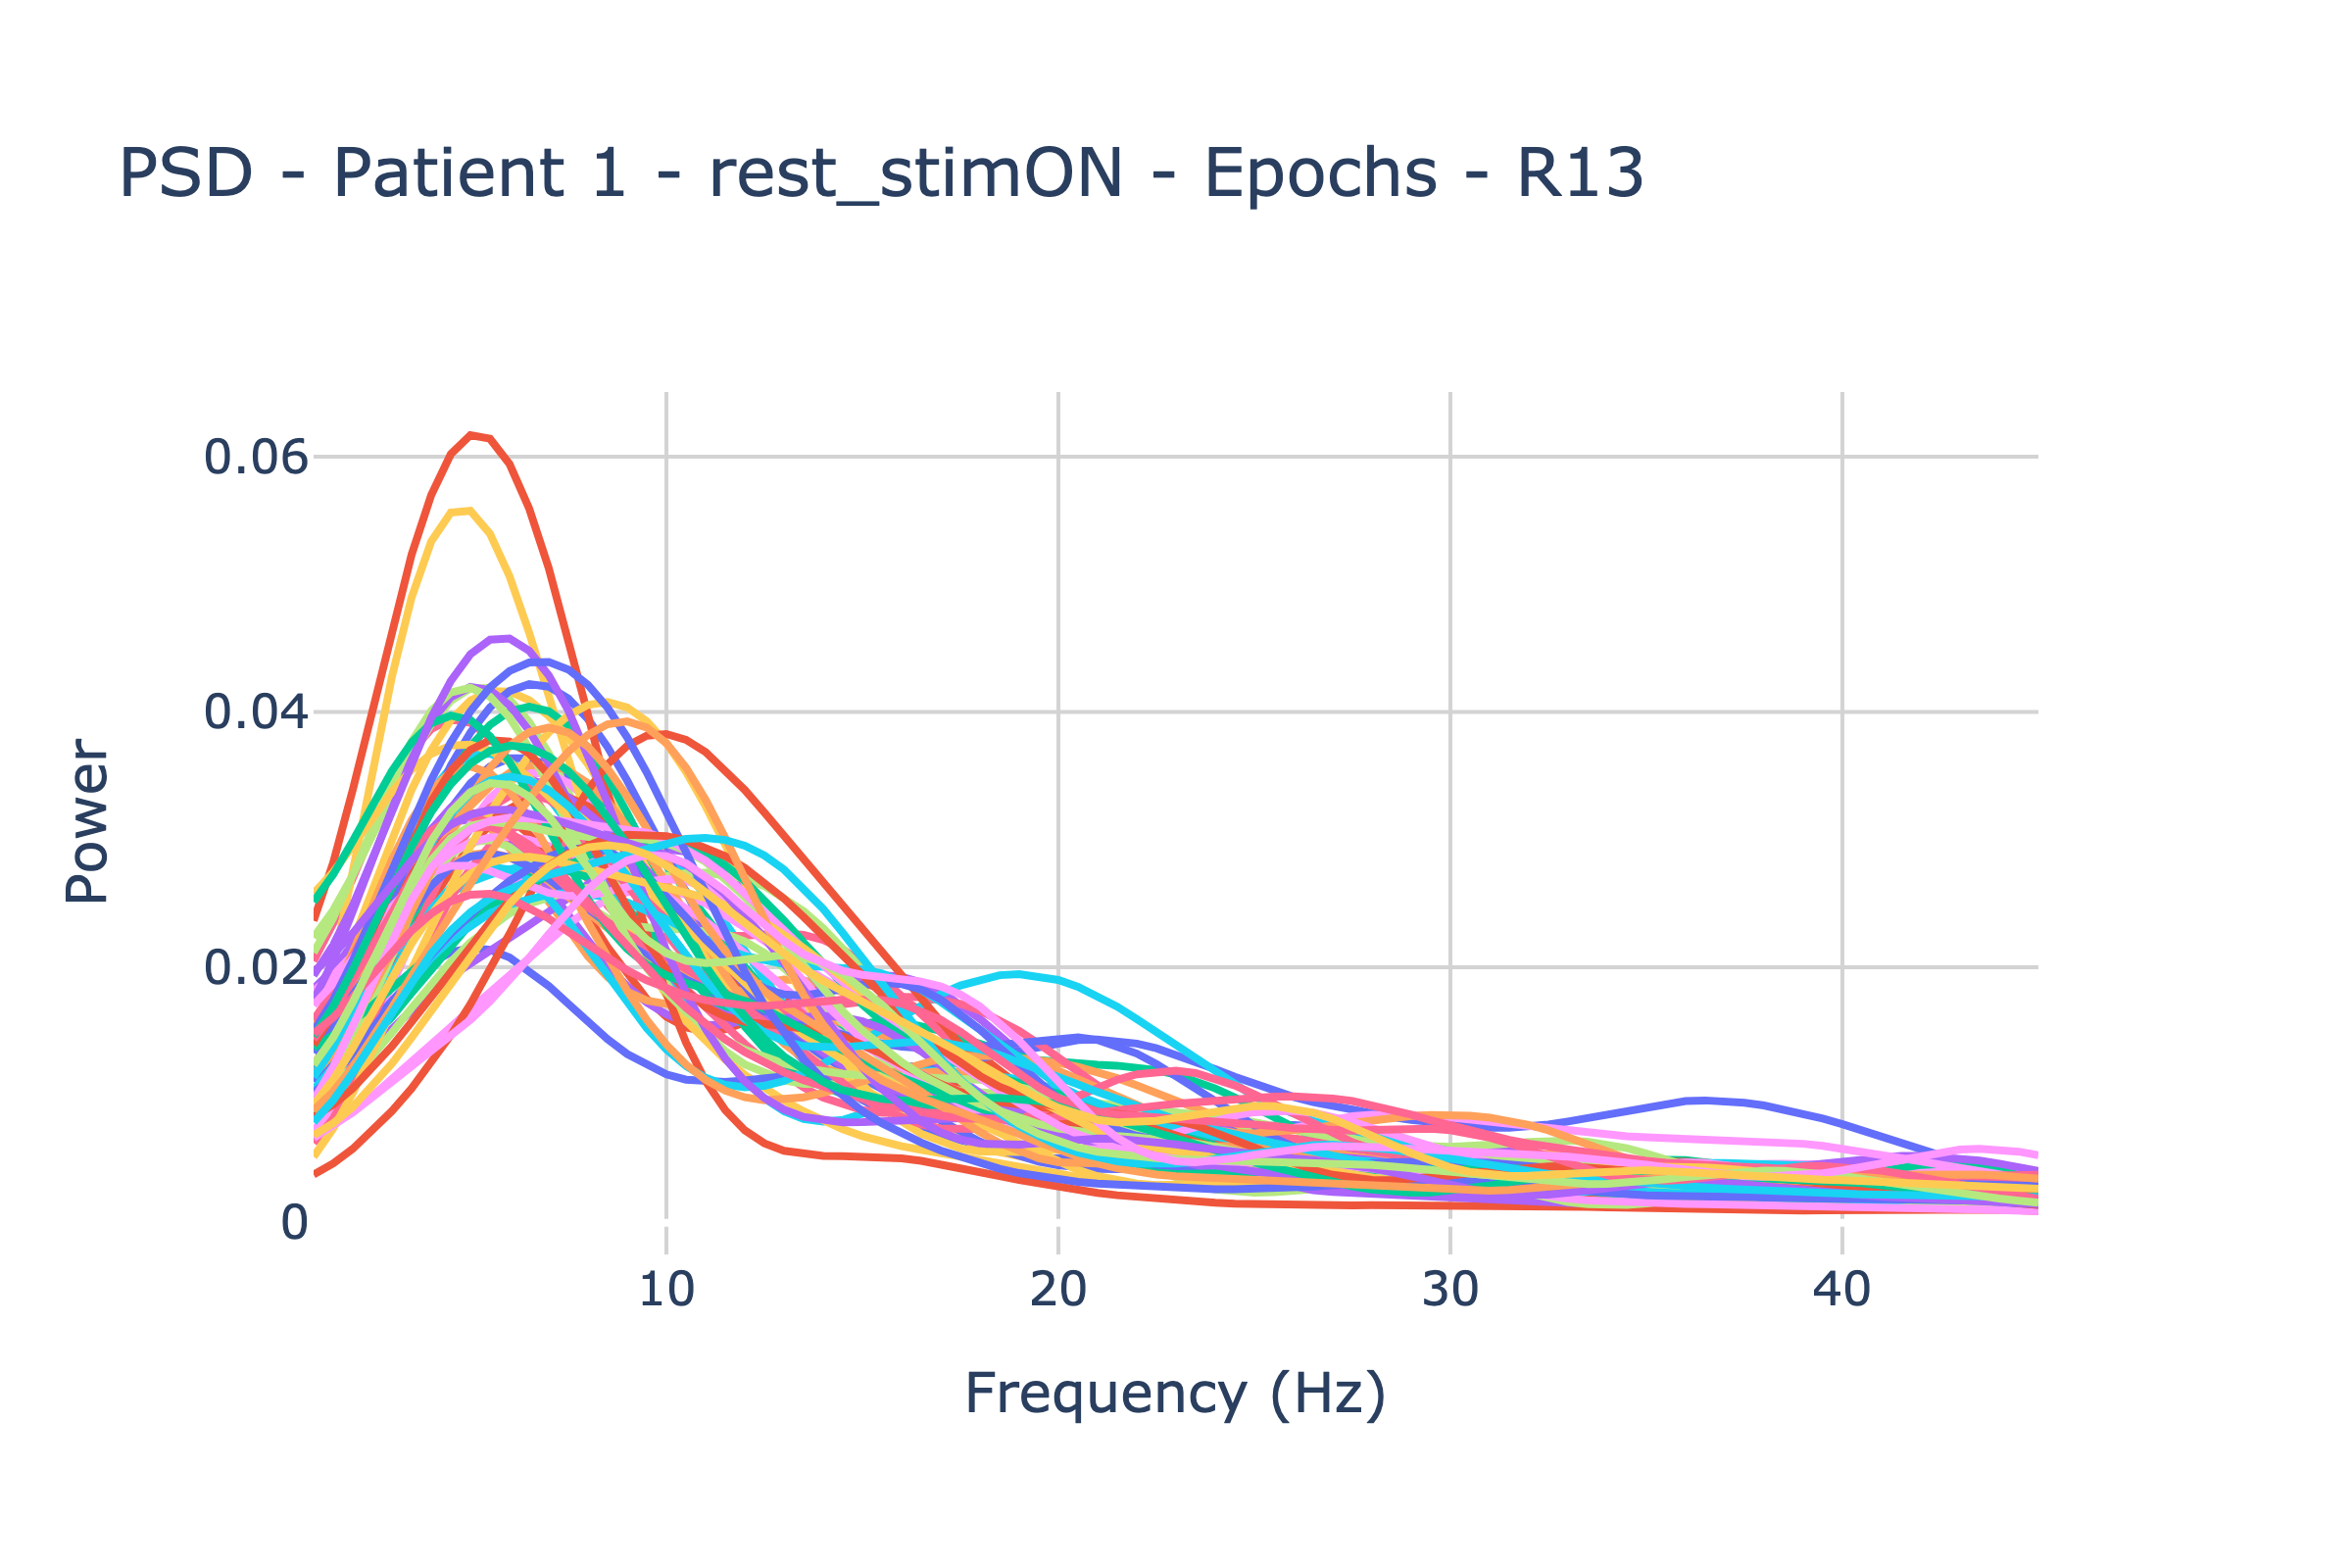 PSD - Patient 1 - rest_stimON - Epochs - R13
0.06
0.04
0.02
0
Power
10 20 30 40
Frequency (Hz)